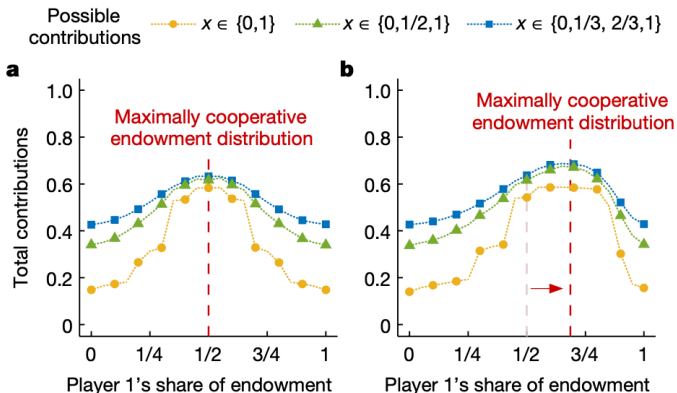 Possible
contributions
x ∈ {0,1}
x ∈ {0,1/2,1}
x ∈ {0,1/3, 2/3,1}
a
Total contributions
1.0
0.8
0.6
0.4
0.2
0
Maximally cooperative
endowment distribution
0
1/4
1/2
3/4
1
Player 1's share of endowment
b
1.0
0.8
0.6
0.4
0.2
0
Maximally cooperative
endowment distribution
0
1/4
1/2
3/4
1
Player 1's share of endowment